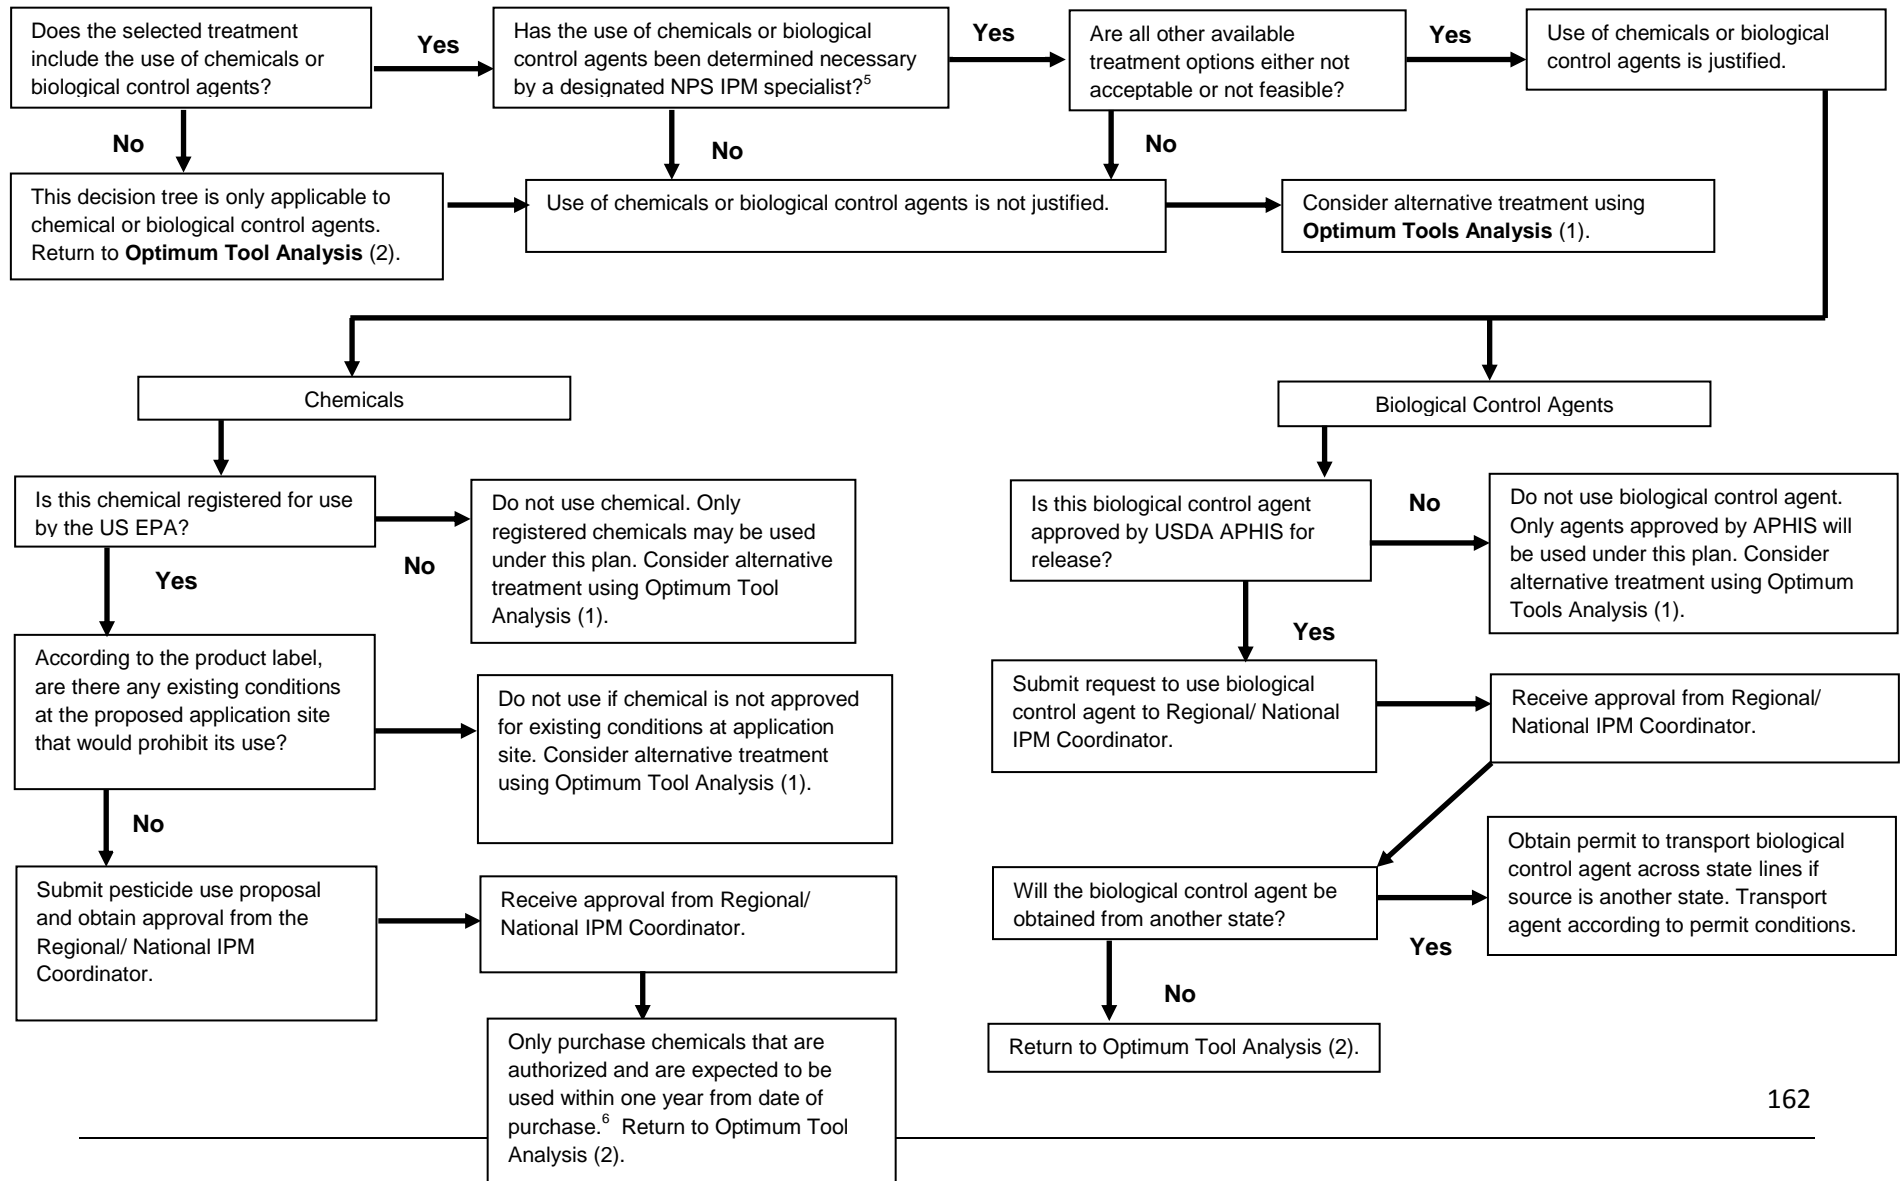 Does the selected treatment
include the use of chemicals or
biological control agents?
Yes
Has the use of chemicals or biological
control agents been determined necessary
by a designated NPS IPM specialist?5
Yes
Are all other available
treatment options either not
acceptable or not feasible?
Yes
Use of chemicals or biological
control agents is justified.
No
No
No
This decision tree is only applicable to
chemical or biological control agents.
Return to Optimum Tool Analysis (2).
Use of chemicals or biological control agents is not justified.
Consider alternative treatment using
Optimum Tools Analysis (1).
Chemicals
Biological Control Agents
Is this chemical registered for use
by the US EPA?
No
Do not use chemical. Only
registered chemicals may be used
under this plan. Consider alternative
treatment using Optimum Tool
Analysis (1).
Yes
According to the product label,
are there any existing conditions
at the proposed application site
that would prohibit its use?
Do not use if chemical is not approved
for existing conditions at application
site. Consider alternative treatment
using Optimum Tool Analysis (1).
No
Submit pesticide use proposal
and obtain approval from the
Regional/ National IPM
Coordinator.
Receive approval from Regional/
National IPM Coordinator.
Only purchase chemicals that are
authorized and are expected to be
used within one year from date of
purchase.6 Return to Optimum Tool
Analysis (2).
Is this biological control agent
approved by USDA APHIS for
release?
No
Do not use biological control agent.
Only agents approved by APHIS will
be used under this plan. Consider
alternative treatment using Optimum
Tools Analysis (1).
Yes
Submit request to use biological
control agent to Regional/ National
IPM Coordinator.
Receive approval from Regional/
National IPM Coordinator.
Will the biological control agent be
obtained from another state?
Yes
Obtain permit to transport biological
control agent across state lines if
source is another state. Transport
agent according to permit conditions.
No
Return to Optimum Tool Analysis (2).
162